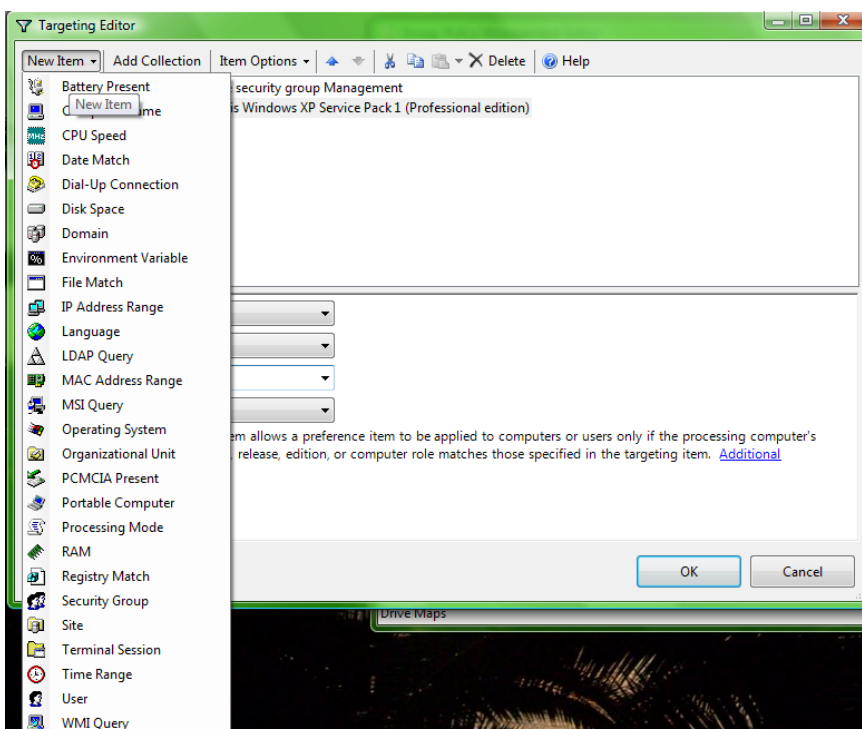 Targeting Editor
New Item Add Collection Item Options Delete Help
Battery Present
New Item
me
CPU Speed
Date Match
Dial-Up Connection
Disk Space
Domain
Environment Variable
File Match
IP Address Range
Language
LDAP Query
MAC Address Range
MSI Query
Operating System
Organizational Unit
PCMCIA Present
Portable Computer
Processing Mode
RAM
Registry Match
Security Group
Site
Terminal Session
Time Range
User
WMI Query
security group Management
is Windows XP Service Pack 1 (Professional edition)
em allows a preference item to be applied to computers or users only if the processing computer's
, release, edition, or computer role matches those specified in the targeting item. Additional
OK Cancel
Drive Maps